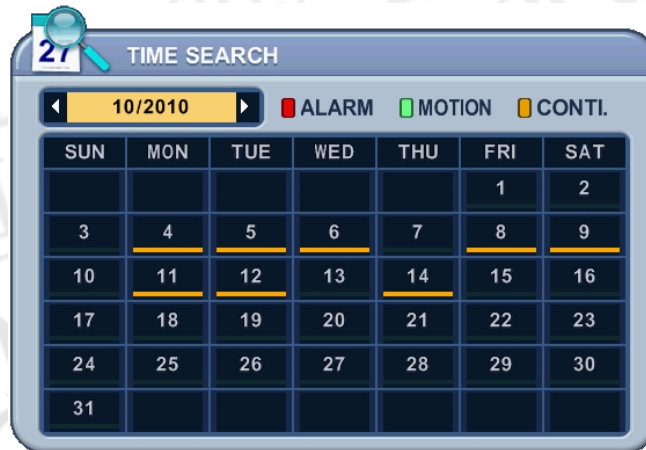 27 TIME SEARCH
10/2010 ALARM MOTION CONTI.
SUN MON TUE WED THU FRI SAT
1 2
3 4 5 6 7 8 9
10 11 12 13 14 15 16
17 18 19 20 21 22 23
24 25 26 27 28 29 30
31